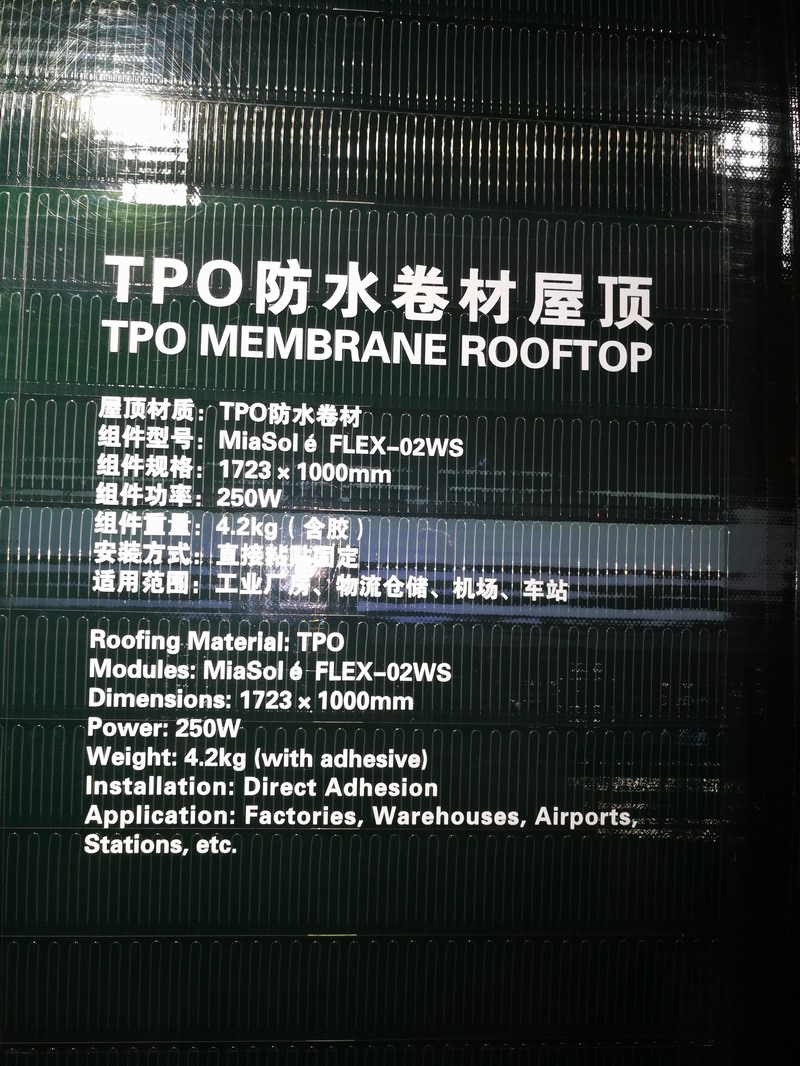 TPO防水卷材屋顶
TPO MEMBRANE ROOFTOP
屋顶材质：TPO防水卷材
组件型号：MiaSolé FLEX-02WS
组件规格：1723×1000mm
组件功率：250W
组件重量：4.2kg（含胶）
安装方式：直接粘贴固定
适用范围：工业厂房、物流仓储、机场、车站
Roofing Material: TPO
Modules: MiaSolé FLEX-02WS
Dimensions: 1723×1000mm
Power: 250W
Weight: 4.2kg (with adhesive)
Installation: Direct Adhesion
Application: Factories, Warehouses, Airports,
Stations, etc.